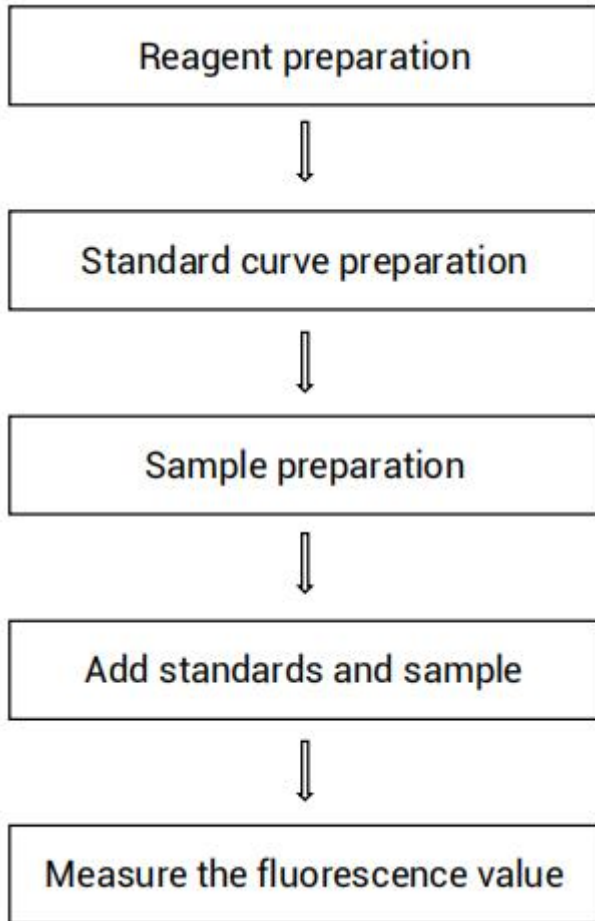 Reagent preparation
Standard curve preparation
Sample preparation
Add standards and sample
Measure the fluorescence value